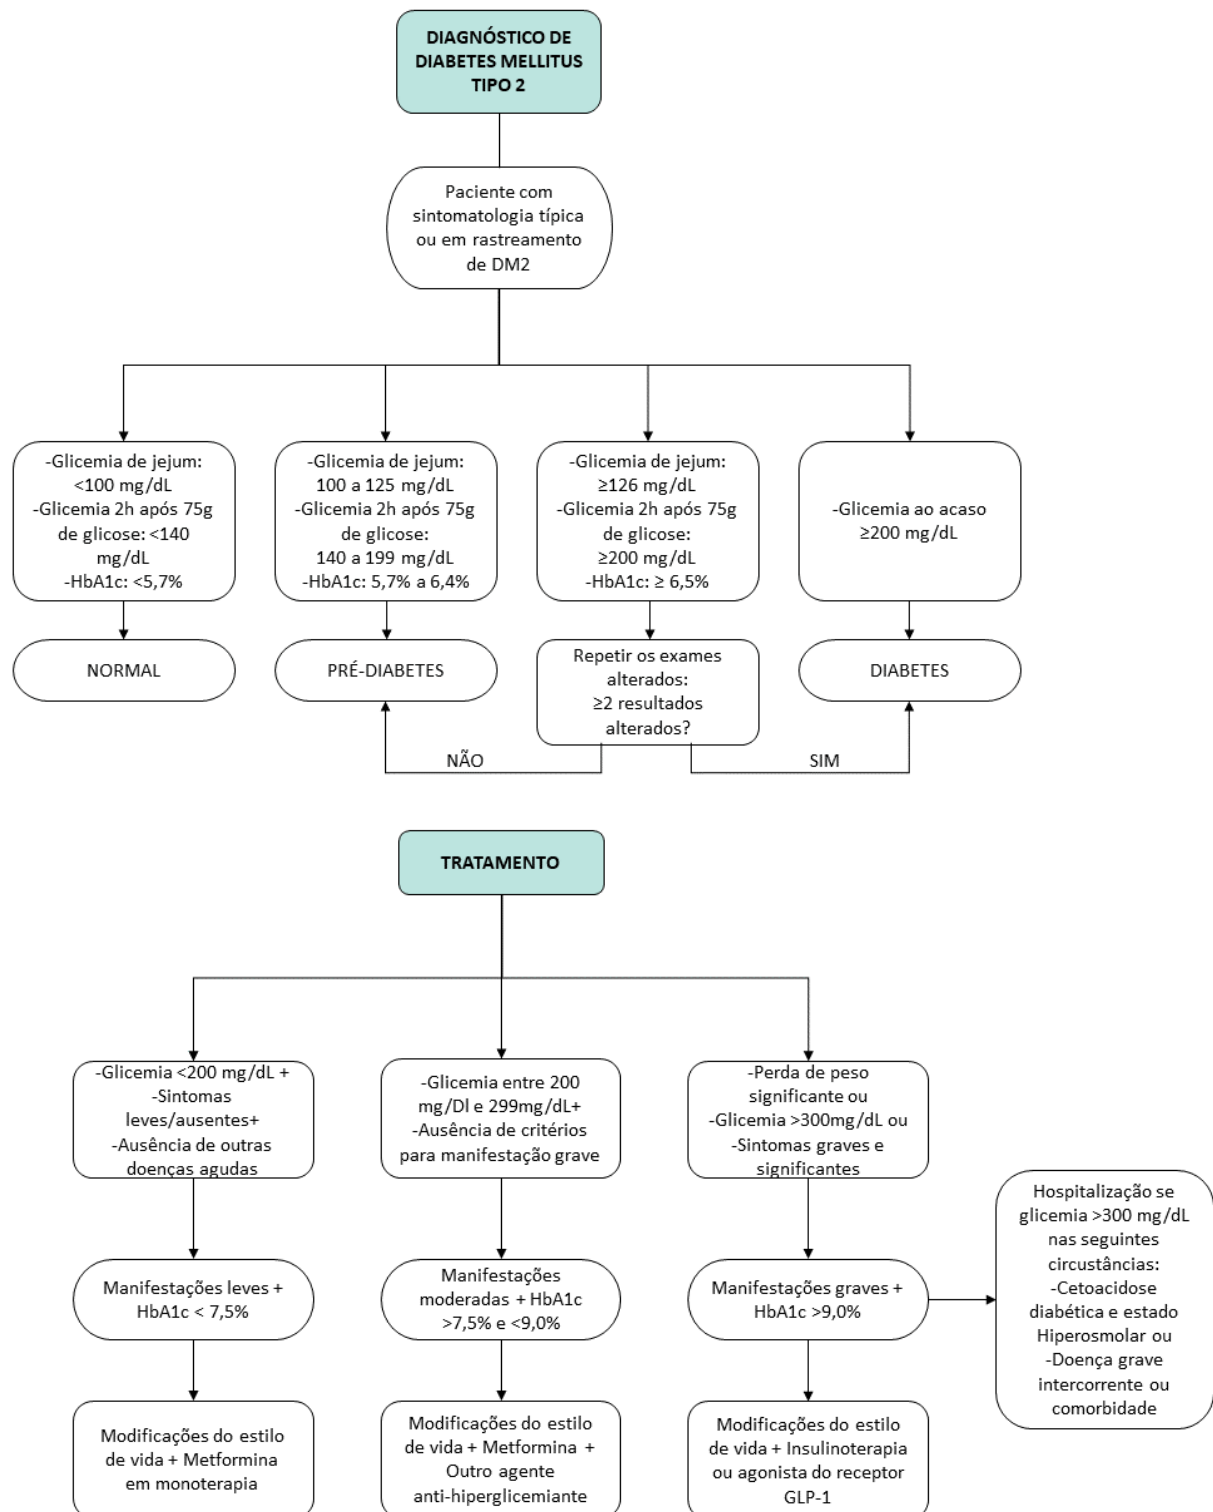 DIAGNÓSTICO DE
DIABETES MELLITUS
TIPO 2
Paciente com
sintomatologia típica
ou em rastreamento
de DM2
-Glicemia de jejum:
<100 mg/dL
-Glicemia 2h após 75g
de glicose: <140
mg/dL
-HbA1c: <5,7%
-Glicemia de jejum:
100 a 125 mg/dL
-Glicemia 2h após 75g
de glicose:
140 a 199 mg/dL
-HbA1c: 5,7% a 6,4%
-Glicemia de jejum:
≥126 mg/dL
-Glicemia 2h após 75g
de glicose:
≥200 mg/dL
-HbA1c: ≥ 6,5%
-Glicemia ao acaso
≥200 mg/dL
NORMAL
PRÉ-DIABETES
Repetir os exames
alterados:
≥2 resultados
alterados?
DIABETES
NÃO
SIM
TRATAMENTO
-Glicemia <200 mg/dL +
-Sintomas
leves/ausentes+
-Ausência de outras
doenças agudas
-Glicemia entre 200
mg/Dl e 299mg/dL+
-Ausência de critérios
para manifestação grave
-Perda de peso
significante ou
-Glicemia >300mg/dL ou
-Sintomas graves e
significantes
Manifestações leves +
HbA1c < 7,5%
Manifestações
moderadas + HbA1c
>7,5% e <9,0%
Manifestações graves +
HbA1c >9,0%
Hospitalização se
glicemia >300 mg/dL
nas seguintes
circustâncias:
-Cetoacidose
diabética e estado
Hiperosmolar ou
-Doença grave
intercorrente ou
comorbidade
Modificações do estilo
de vida + Metformina
em monoterapia
Modificações do estilo
de vida + Metformina +
Outro agente
anti-hiperglicemiante
Modificações do estilo
de vida + Insulinoterapia
ou agonista do receptor
GLP-1